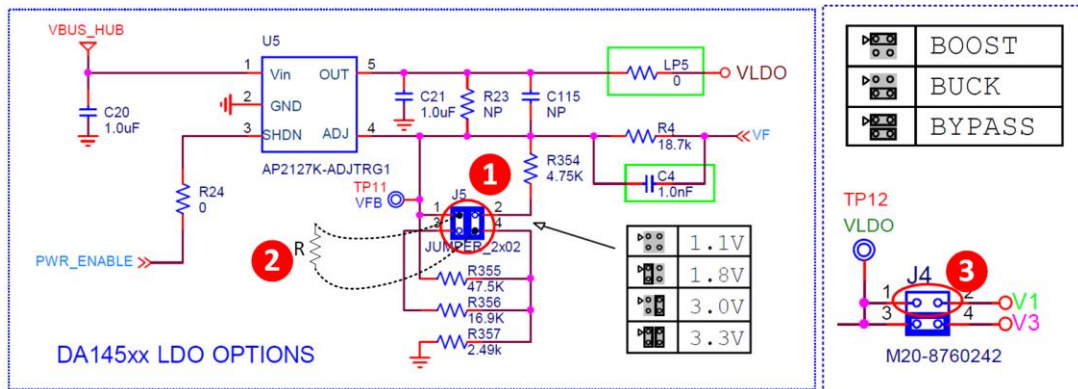 VBUS_HUB
U5
1
Vin
OUT
5
LP5
0
VLDO
2
GND
C20
1.0uF
C21
1.0uF
R23
NP
C115
NP
3
SHDN
ADJ
4
R4
18.7k
VF
AP2127K-ADJTRG1
R354
4.75K
C4
1.0nF
R24
0
TP11
VFB
1
J5
1
2
3
4
JUMPER_2x02
2
R
PWR_ENABLE
R355
47.5K
R356
16.9K
R357
2.49k
1.1V
1.8V
3.0V
3.3V
DA145xx LDO OPTIONS
BOOST
BUCK
BYPASS
TP12
VLDO
J4
3
1
2
V1
3
4
V3
M20-8760242